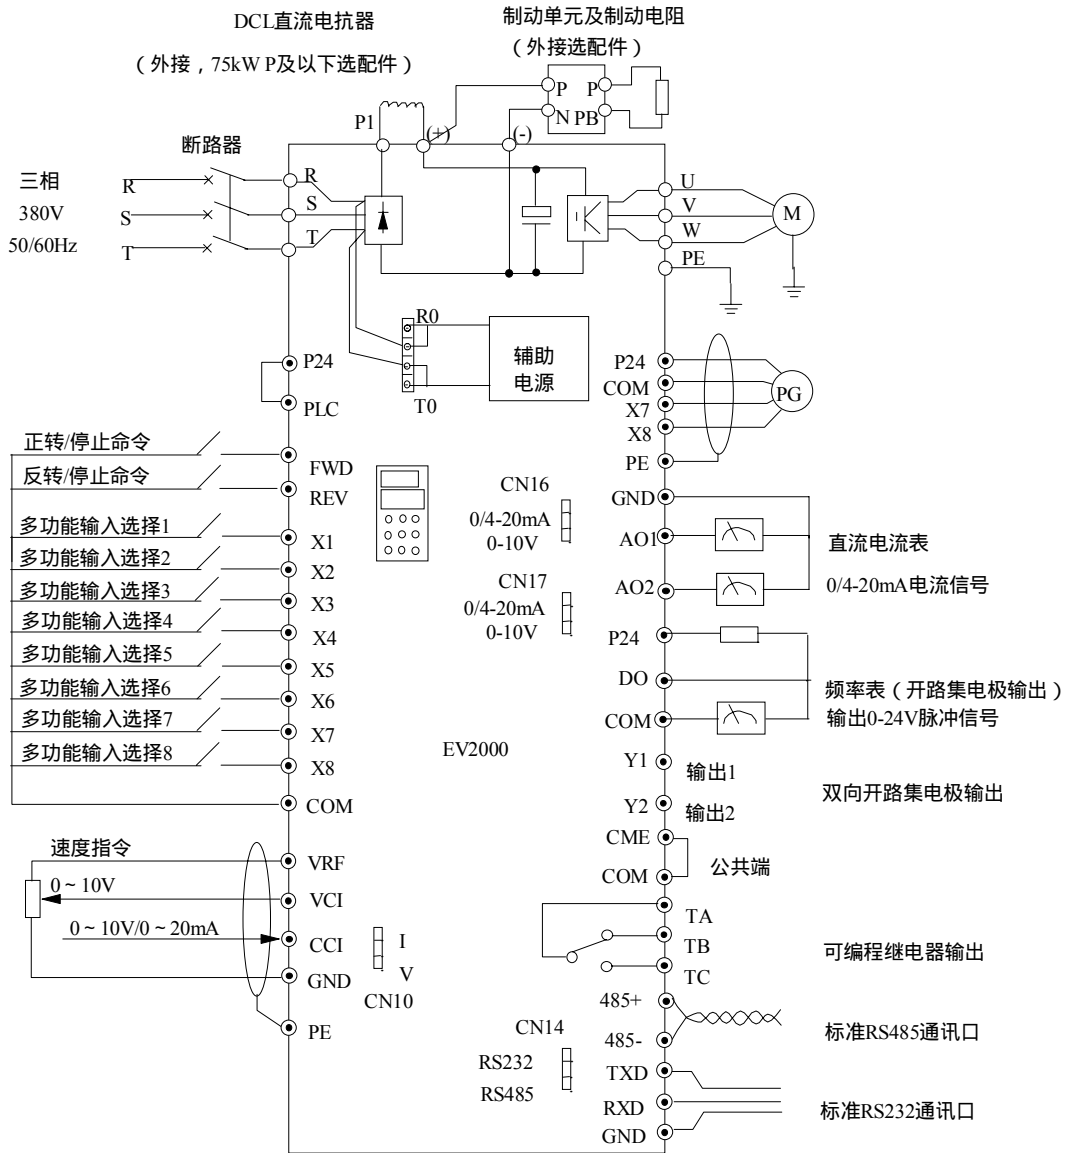 DCL直流电抗器
（外接，75kW P及以下选配件）
制动单元及制动电阻
（外接选配件）
P P
N PB
P1
(+)
(-)
断路器
三相
380V
50/60Hz
R
S
T
R
S
T
U
V
W
M
PE
R0
T0
辅助
电源
P24
PLC
P24
COM
X7
X8
PE
PG
正转/停止命令
反转/停止命令
多功能输入选择1
多功能输入选择2
多功能输入选择3
多功能输入选择4
多功能输入选择5
多功能输入选择6
多功能输入选择7
多功能输入选择8
FWD
REV
X1
X2
X3
X4
X5
X6
X7
X8
COM
CN16
0/4-20mA
0-10V
CN17
0/4-20mA
0-10V
EV2000
GND
AO1
AO2
直流电流表
0/4-20mA电流信号
P24
DO
COM
频率表（开路集电极输出）
输出0-24V脉冲信号
Y1
输出1
Y2
输出2
双向开路集电极输出
CME
COM
公共端
速度指令
0～10V
0～10V/0～20mA
VRF
VCI
CCI
GND
PE
I
V
CN10
TA
TB
TC
可编程继电器输出
485+
485-
标准RS485通讯口
CN14
RS232
RS485
TXD
RXD
GND
标准RS232通讯口